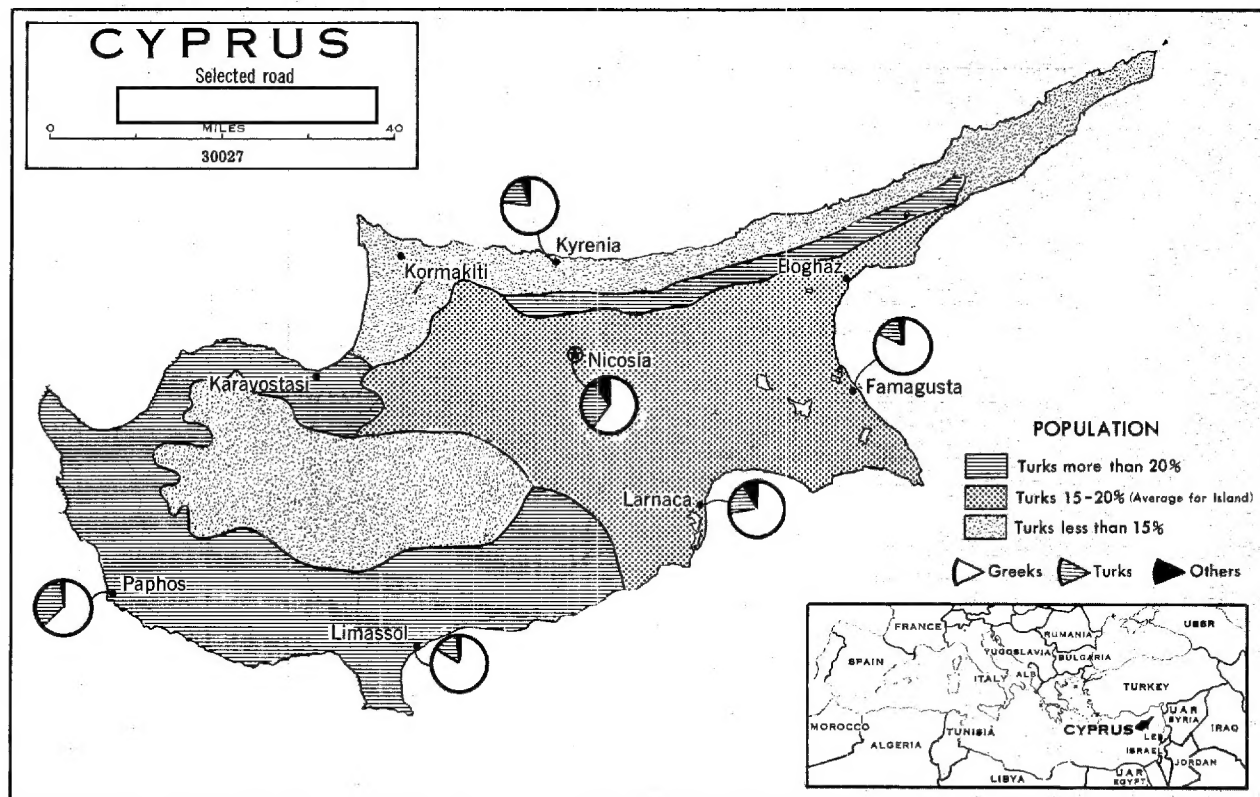 CYPRUS
Selected road
0 MILES 40
30027
Kyrenia
Kormakiti
Eloghaz
Nicosia
Karavostasi
Famagusta
Larnaca
Paphos
Limassol
POPULATION
Turks more than 20%
Turks 15-20% (Average for Island)
Turks less than 15%
Greeks Turks Others
FRANCE
RUMANIA
USSR
YUGOSLAVIA
BULGARIA
SPAIN
ITALY
ALB
TURKEY
UAR
SYRIA
MOROCCO
TUNISIA
CYPRUS
LEB
IRAQ
ALGERIA
ISRAEL
JORDAN
LIBYA
UAR
EGYPT